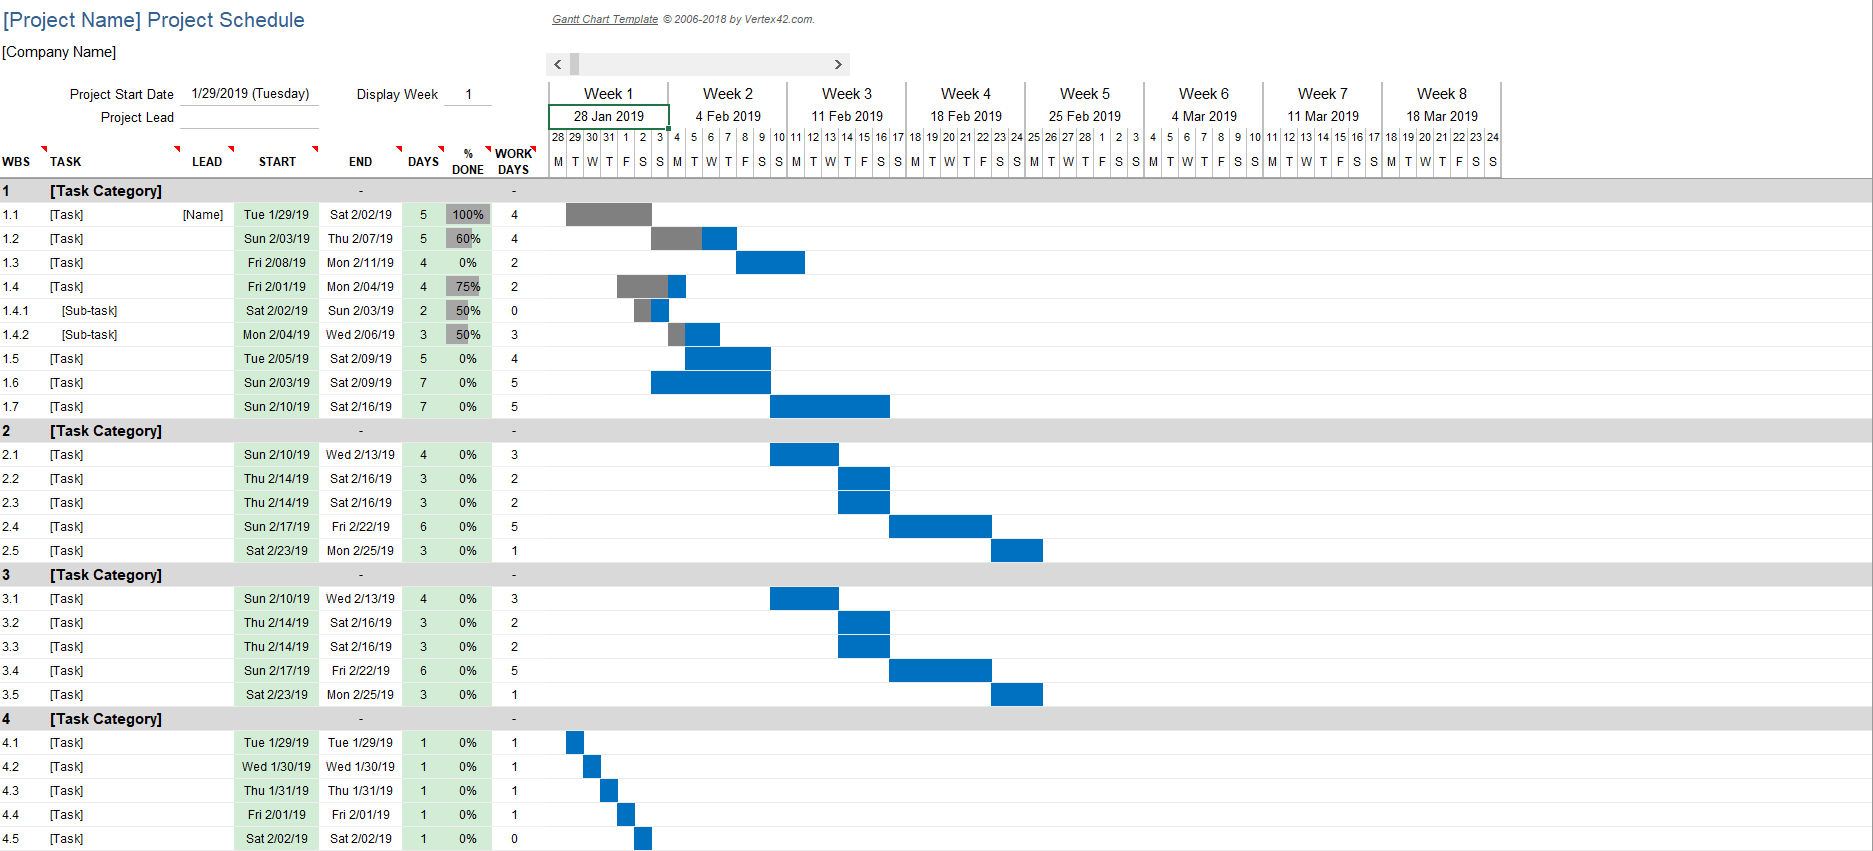 [Project Name] Project Schedule
Gantt Chart Template © 2006-2018 by Vertex42.com.
[Company Name]
Project Start Date 1/29/2019 (Tuesday) Display Week 1 Week 1 Week 2 Week 3 Week 4 Week 5 Week 6 Week 7 Week 8
Project Lead 28 Jan 2019 4 Feb 2019 11 Feb 2019 18 Feb 2019 25 Feb 2019 4 Mar 2019 11 Mar 2019 18 Mar 2019
28 29 30 31 1 2 3 4 5 6 7 8 9 10 11 12 13 14 15 16 17 18 19 20 21 22 23 24 25 26 27 28 1 2 3 4 5 6 7 8 9 10 11 12 13 14 15 16 17 18 19 20 21 22 23 24
WBS TASK LEAD START END DAYS % DONE WORK DAYS M T W T F S S M T W T F S S M T W T F S S M T W T F S S M T W T F S S M T W T F S S M T W T F S S M T W T F S S
1 [Task Category] - -
1.1 [Task] [Name] Tue 1/29/19 Sat 2/02/19 5 100% 4
1.2 [Task] Sun 2/03/19 Thu 2/07/19 5 60% 4
1.3 [Task] Fri 2/08/19 Mon 2/11/19 4 0% 2
1.4 [Task] Fri 2/01/19 Mon 2/04/19 4 75% 2
1.4.1 [Sub-task] Sat 2/02/19 Sun 2/03/19 2 50% 0
1.4.2 [Sub-task] Mon 2/04/19 Wed 2/06/19 3 50% 3
1.5 [Task] Tue 2/05/19 Sat 2/09/19 5 0% 4
1.6 [Task] Sun 2/03/19 Sat 2/09/19 7 0% 5
1.7 [Task] Sun 2/10/19 Sat 2/16/19 7 0% 5
2 [Task Category] - -
2.1 [Task] Sun 2/10/19 Wed 2/13/19 4 0% 3
2.2 [Task] Thu 2/14/19 Sat 2/16/19 3 0% 2
2.3 [Task] Thu 2/14/19 Sat 2/16/19 3 0% 2
2.4 [Task] Sun 2/17/19 Fri 2/22/19 6 0% 5
2.5 [Task] Sat 2/23/19 Mon 2/25/19 3 0% 1
3 [Task Category] - -
3.1 [Task] Sun 2/10/19 Wed 2/13/19 4 0% 3
3.2 [Task] Thu 2/14/19 Sat 2/16/19 3 0% 2
3.3 [Task] Thu 2/14/19 Sat 2/16/19 3 0% 2
3.4 [Task] Sun 2/17/19 Fri 2/22/19 6 0% 5
3.5 [Task] Sat 2/23/19 Mon 2/25/19 3 0% 1
4 [Task Category] - -
4.1 [Task] Tue 1/29/19 Tue 1/29/19 1 0% 1
4.2 [Task] Wed 1/30/19 Wed 1/30/19 1 0% 1
4.3 [Task] Thu 1/31/19 Thu 1/31/19 1 0% 1
4.4 [Task] Fri 2/01/19 Fri 2/01/19 1 0% 1
4.5 [Task] Sat 2/02/19 Sat 2/02/19 1 0% 0